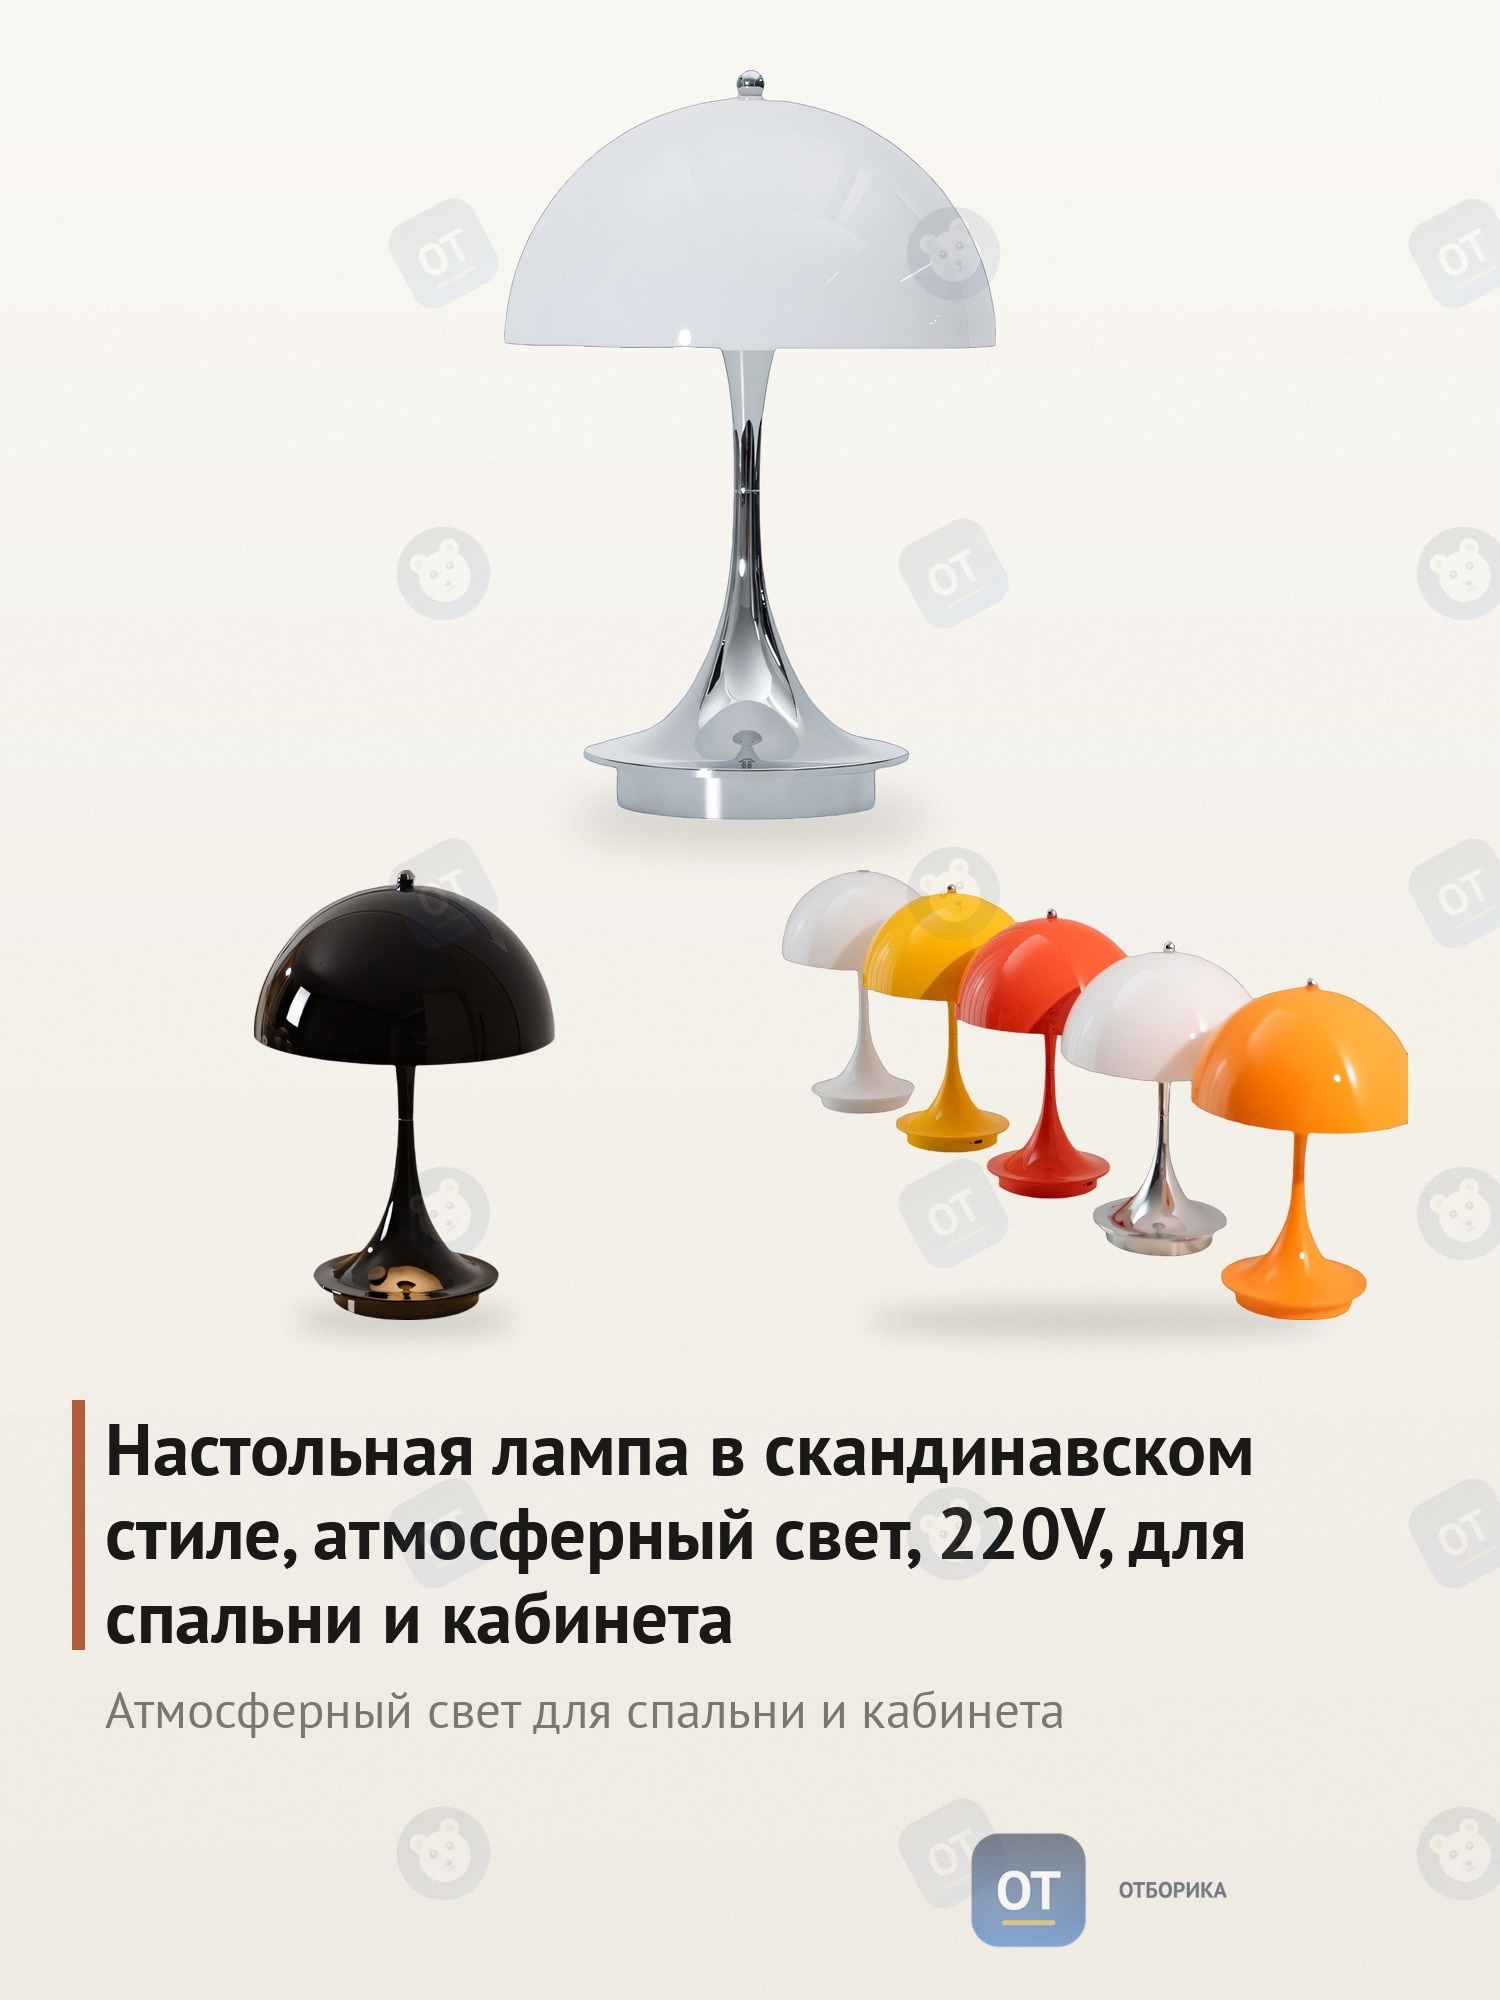 Настольная лампа в скандинавском
стиле, атмосферный свет, 220V, для
спальни и кабинета
Атмосферный свет для спальни и кабинета
ОТ
ОТБОРИКА